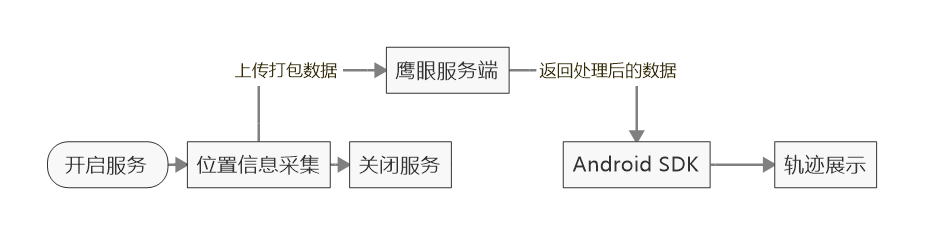 上传打包数据
鹰眼服务端
返回处理后的数据
开启服务
位置信息采集
关闭服务
Android SDK
轨迹展示